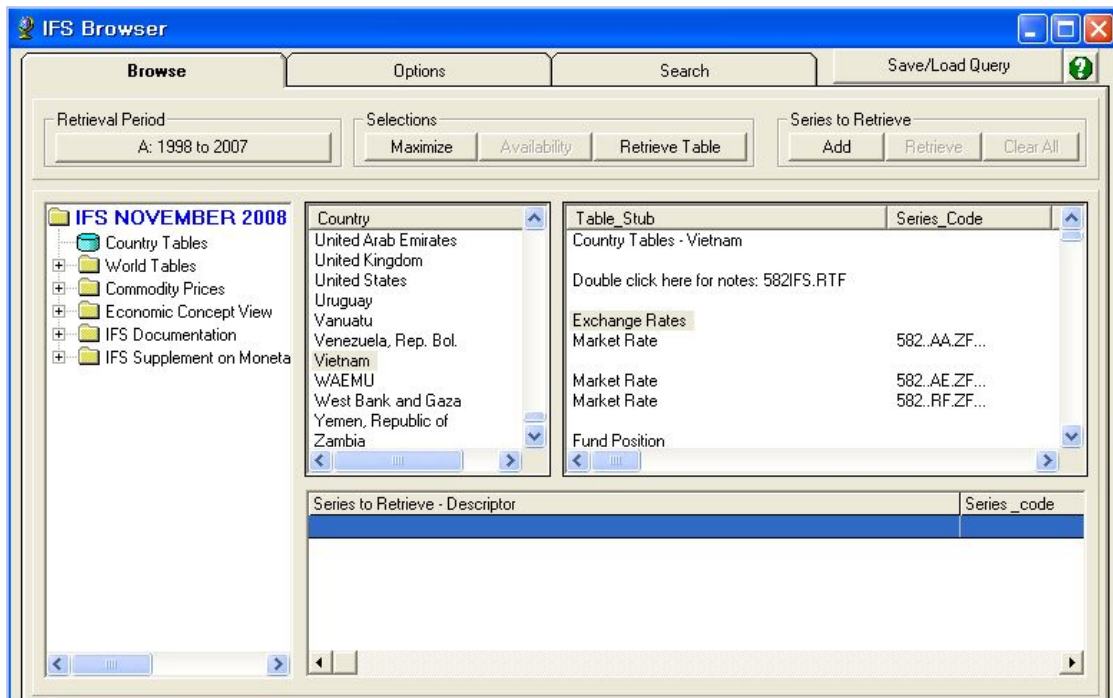 IFS Browser
Browse Options Search Save/Load Query
Retrieval Period
A: 1998 to 2007
Selections
Maximize Availability Retrieve Table
Series to Retrieve
Add Retrieve Clear All
IFS NOVEMBER 2008
Country Tables
World Tables
Commodity Prices
Economic Concept View
IFS Documentation
IFS Supplement on Moneta
Country
United Arab Emirates
United Kingdom
United States
Uruguay
Vanuatu
Venezuela, Rep. Bol.
Vietnam
WAEMU
West Bank and Gaza
Yemen, Republic of
Zambia
Table_Stub Series_Code
Country Tables - Vietnam
Double click here for notes: 582IFS.RTF
Exchange Rates
Market Rate 582..AA.ZF...
Market Rate 582..AE.ZF...
Market Rate 582..RF.ZF...
Fund Position
Series to Retrieve - Descriptor Series _code